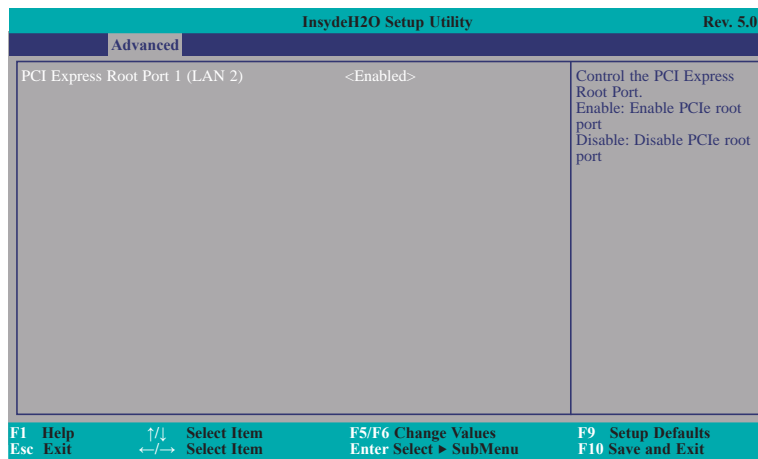 InsydeH2O Setup Utility Rev. 5.0
Advanced
PCI Express Root Port 1 (LAN 2) <Enabled>
Control the PCI Express
Root Port.
Enable: Enable PCIe root
port
Disable: Disable PCIe root
port
F1 Help ↑/↓ Select Item F5/F6 Change Values F9 Setup Defaults
Esc Exit ←/→ Select Item Enter Select ► SubMenu F10 Save and Exit